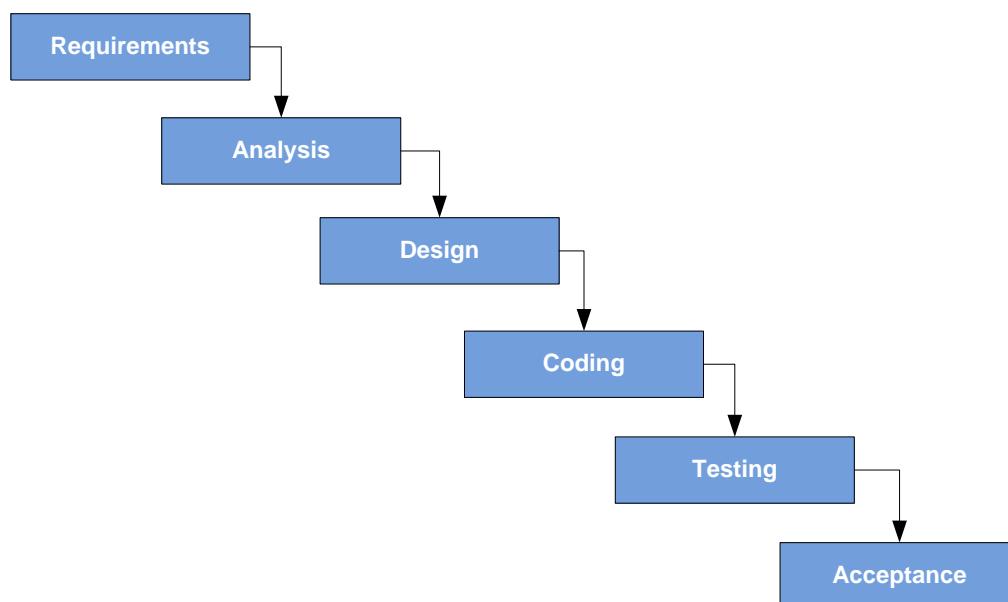 Requirements
Analysis
Design
Coding
Testing
Acceptance